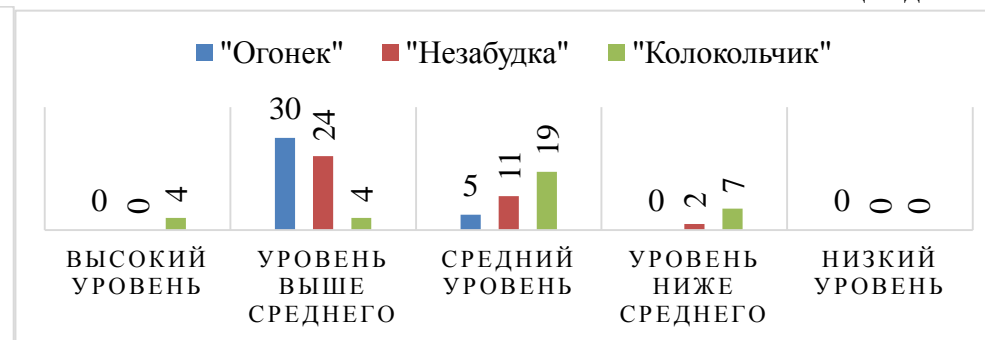 "Огонек" "Незабудка" "Колокольчик"
0 0 4 30 24 4 5 11 19 0 2 7 0 0 0
ВЫСОКИЙ УРОВЕНЬ СРЕДНИЙ УРОВЕНЬ НИЗКИЙ
УРОВЕНЬ ВЫШЕ УРОВЕНЬ НИЖЕ УРОВЕНЬ
СРЕДНЕГО СРЕДНЕГО